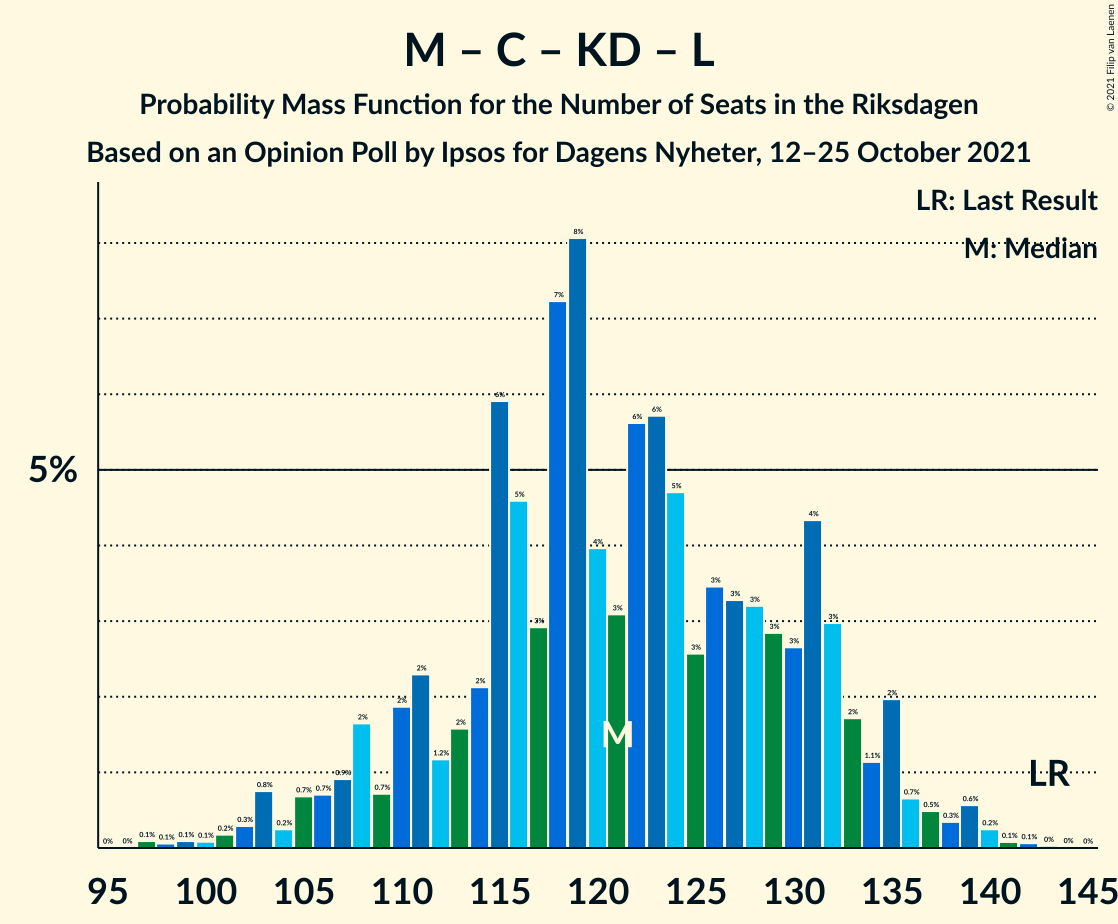 M – C – KD – L
Probability Mass Function for the Number of Seats in the Riksdagen
Based on an Opinion Poll by Ipsos for Dagens Nyheter, 12–25 October 2021
© 2021 Filip van Laenen
LR: Last Result
M: Median
5%
0% 0% 0.1% 0.1% 0.1% 0.1% 0.2% 0.3% 0.8% 0.2% 0.7% 0.7% 0.9% 2% 0.7% 2% 2% 1.2% 2% 2% 6% 5% 3% 7% 8% 4% 3% 6% 6% 5% 3% 3% 3% 3% 3% 3% 4% 3% 2% 1.1% 2% 0.7% 0.5% 0.3% 0.6% 0.2% 0.1% 0.1% 0% 0% 0%
M
LR
95 100 105 110 115 120 125 130 135 140 145